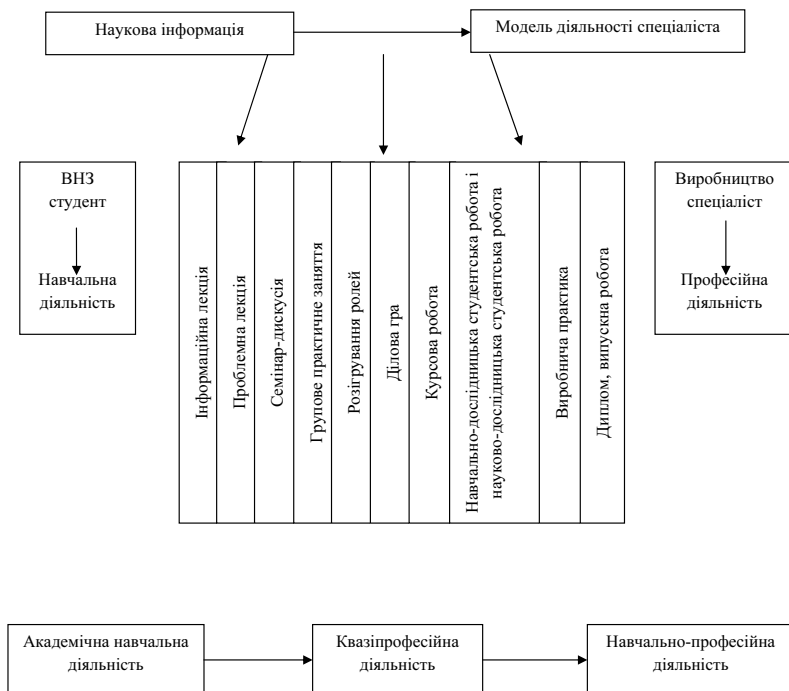 Наукова інформація
Модель діяльності спеціаліста
ВНЗ
студент
Навчальна
діяльність
Інформаційна лекція
Проблемна лекція
Семінар-дискусія
Групове практичне заняття
Розігрування ролей
Ділова гра
Курсова робота
Навчально-дослідницька студентська робота і
науково-дослідницька студентська робота
Виробнича практика
Диплом, випускна робота
Виробництво
спеціаліст
Професійна
діяльність
Академічна навчальна
діяльність
Квазіпрофесійна
діяльність
Навчально-професійна
діяльність